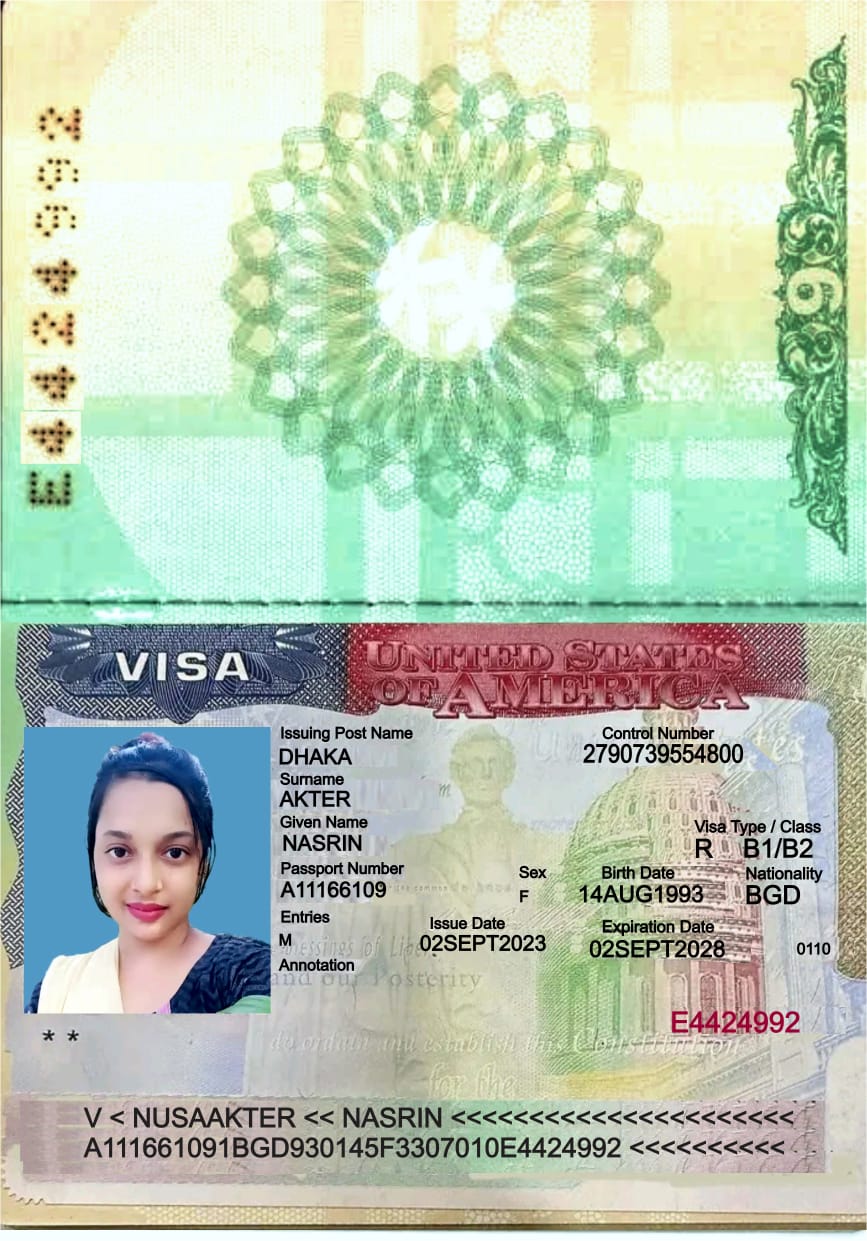 E4424992
9
VISA
UNITED STATES
OF AMERICA
Issuing Post Name
DHAKA
Control Number
2790739554800
Surname
AKTER
Given Name
NASRIN
Visa Type / Class
R B1/B2
Passport Number
A11166109
Sex
F
Birth Date
14AUG1993
Nationality
BGD
Entries
M
Issue Date
02SEPT2023
Expiration Date
02SEPT2028
0110
Annotation
and our Posterity
E4424992
* *
do ordain and establish this Constitution
for the
V < NUSAAKTER << NASRIN <<<<<<<<<<<<<<<<<<<<<<
A111661091BGD930145F3307010E4424992 <<<<<<<<<<